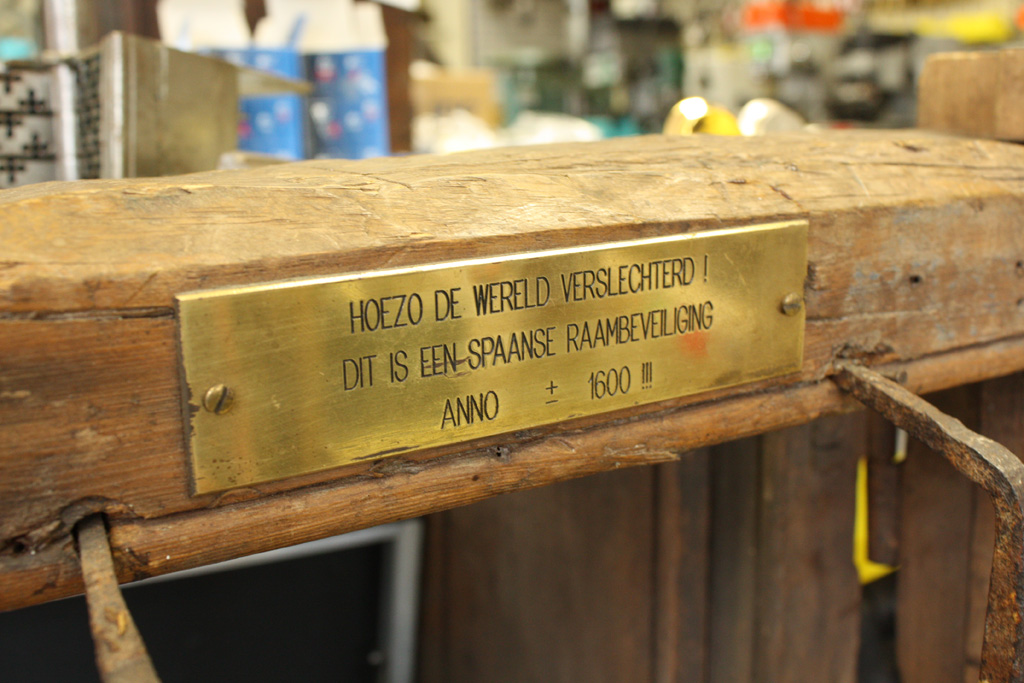 HOEZO DE WERELD VERSLECHTERD !
DIT IS EEN SPAANSE RAAMBEVEILIGING
ANNO ± 1600 !!!